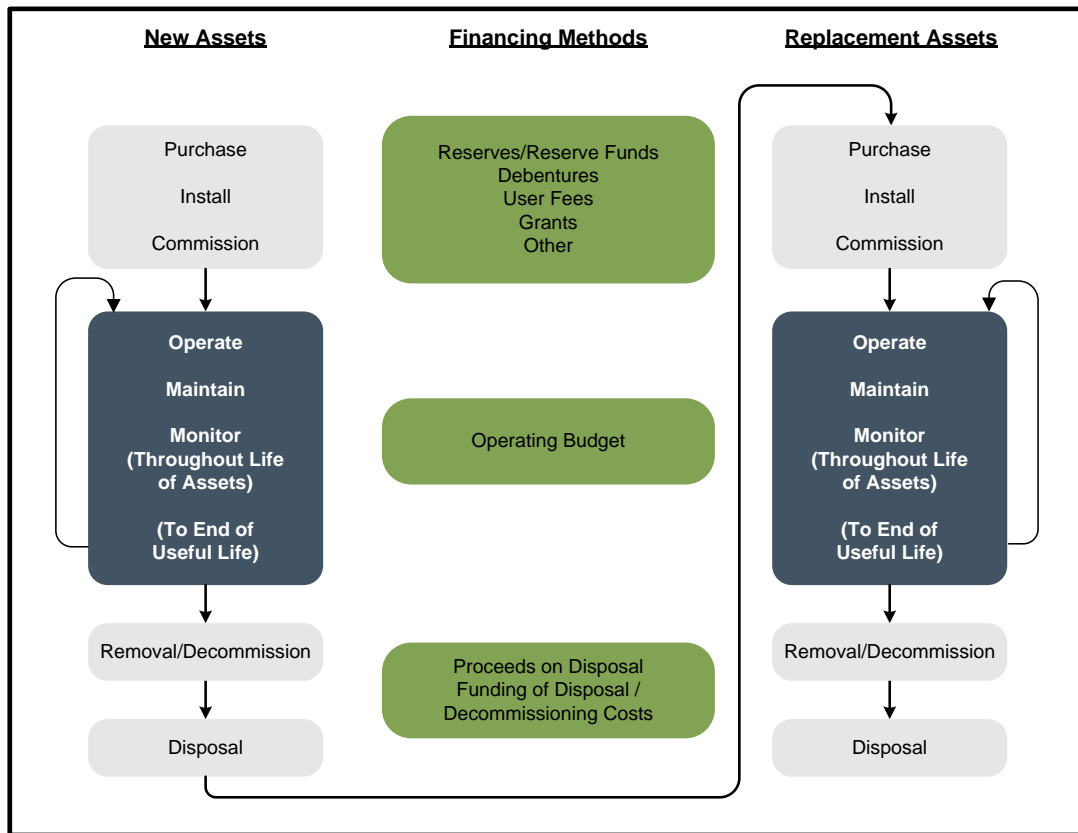 New Assets
Purchase
Install
Commission
Operate
Maintain
Monitor
(Throughout Life
of Assets)
(To End of
Useful Life)
Removal/Decommission
Disposal
Financing Methods
Reserves/Reserve Funds
Debentures
User Fees
Grants
Other
Operating Budget
Proceeds on Disposal
Funding of Disposal /
Decommissioning Costs
Replacement Assets
Purchase
Install
Commission
Operate
Maintain
Monitor
(Throughout Life
of Assets)
(To End of
Useful Life)
Removal/Decommission
Disposal